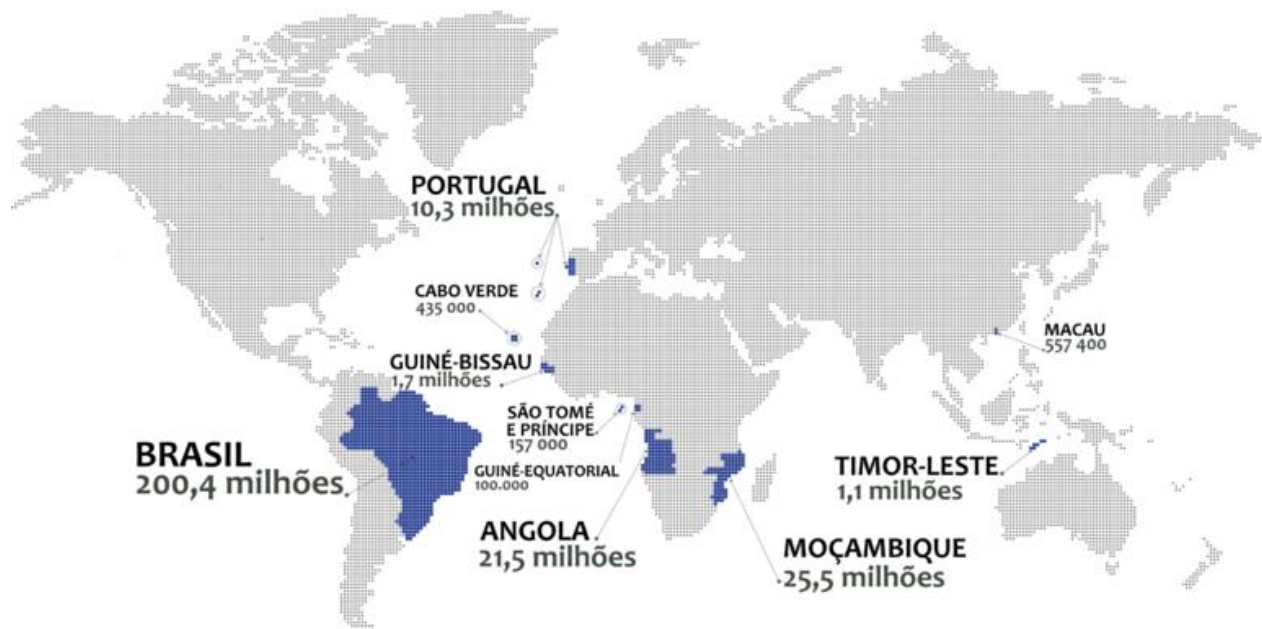 PORTUGAL
10,3 milhões
CABO VERDE
435 000
GUINÉ-BISSAU
1,7 milhões
MACAU
557 400
SÃO TOMÉ
E PRÍNCIPE
157 000
BRASIL
200,4 milhões
GUINÉ-EQUATORIAL
100.000
TIMOR-LESTE
1,1 milhões
ANGOLA
21,5 milhões
MOÇAMBIQUE
25,5 milhões